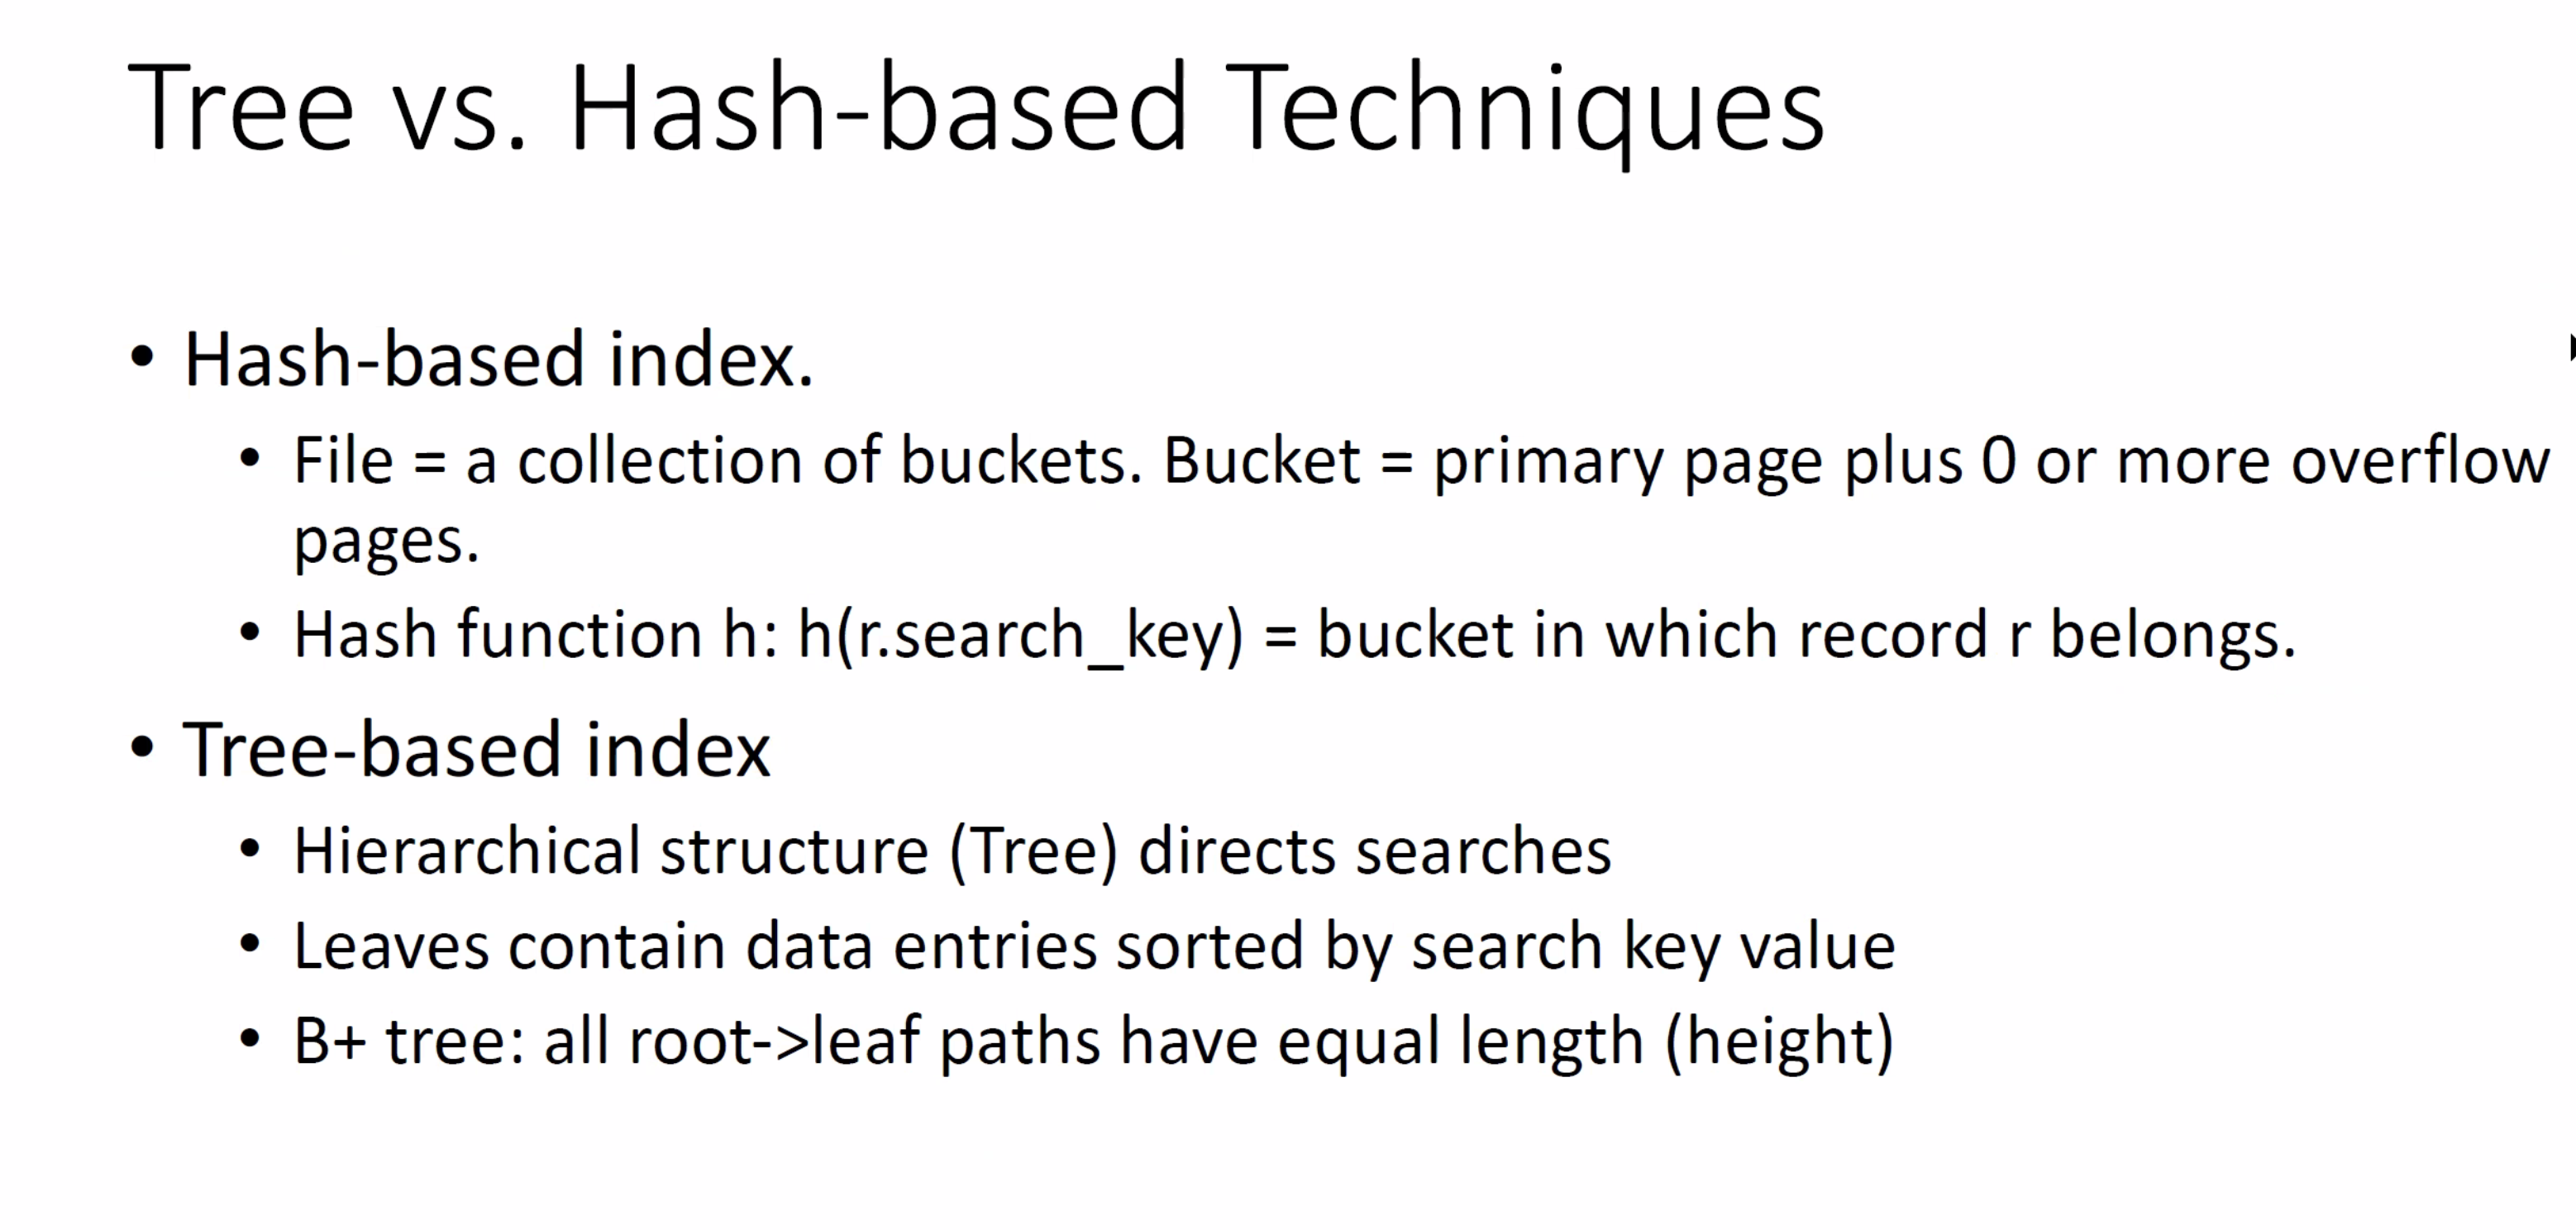 Tree vs. Hash-based Techniques
• Hash-based index.
• File = a collection of buckets. Bucket = primary page plus 0 or more overflow
pages.
• Hash function h: h(r.search_key) = bucket in which record r belongs.
• Tree-based index
• Hierarchical structure (Tree) directs searches
• Leaves contain data entries sorted by search key value
• B+ tree: all root->leaf paths have equal length (height)